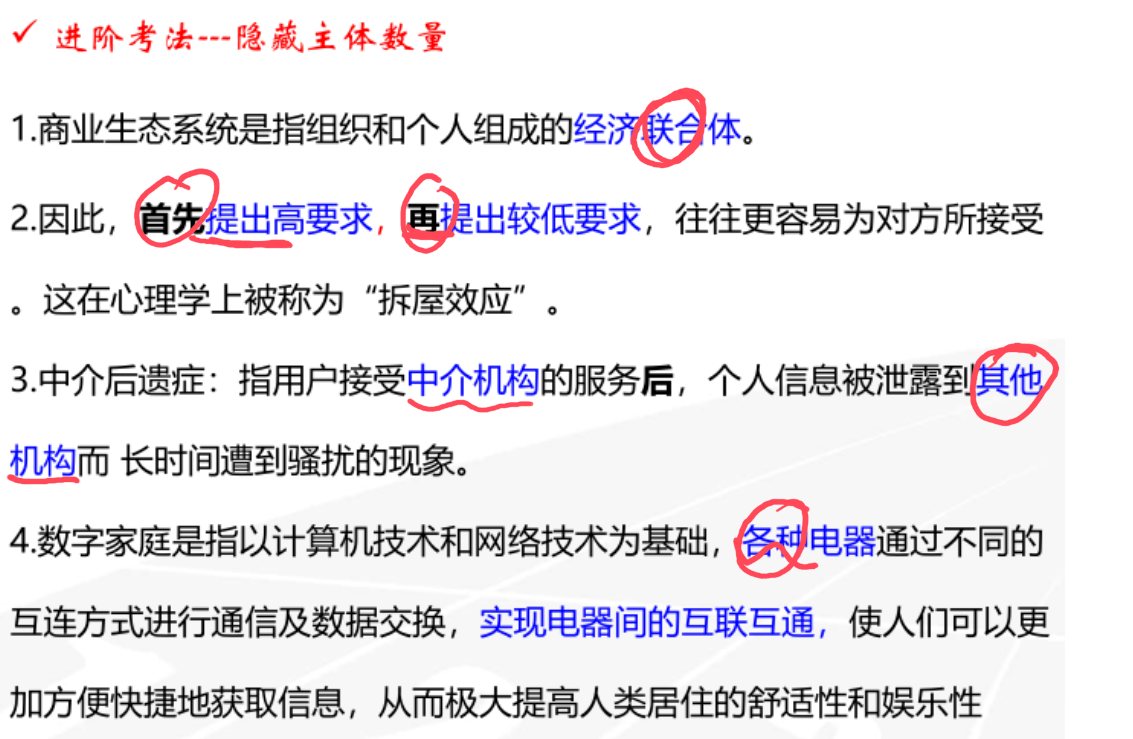 ✓ 进阶考法---隐藏主体数量
1.商业生态系统是指组织和个人组成的经济联合体。
2.因此，首先提出高要求，再提出较低要求，往往更容易为对方所接受
。这在心理学上被称为“拆屋效应”。
3.中介后遗症：指用户接受中介机构的服务后，个人信息被泄露到其他
机构而 长时间遭到骚扰的现象。
4.数字家庭是指以计算机技术和网络技术为基础，各种电器通过不同的
互连方式进行通信及数据交换，实现电器间的互联互通，使人们可以更
加方便快捷地获取信息，从而极大提高人类居住的舒适性和娱乐性